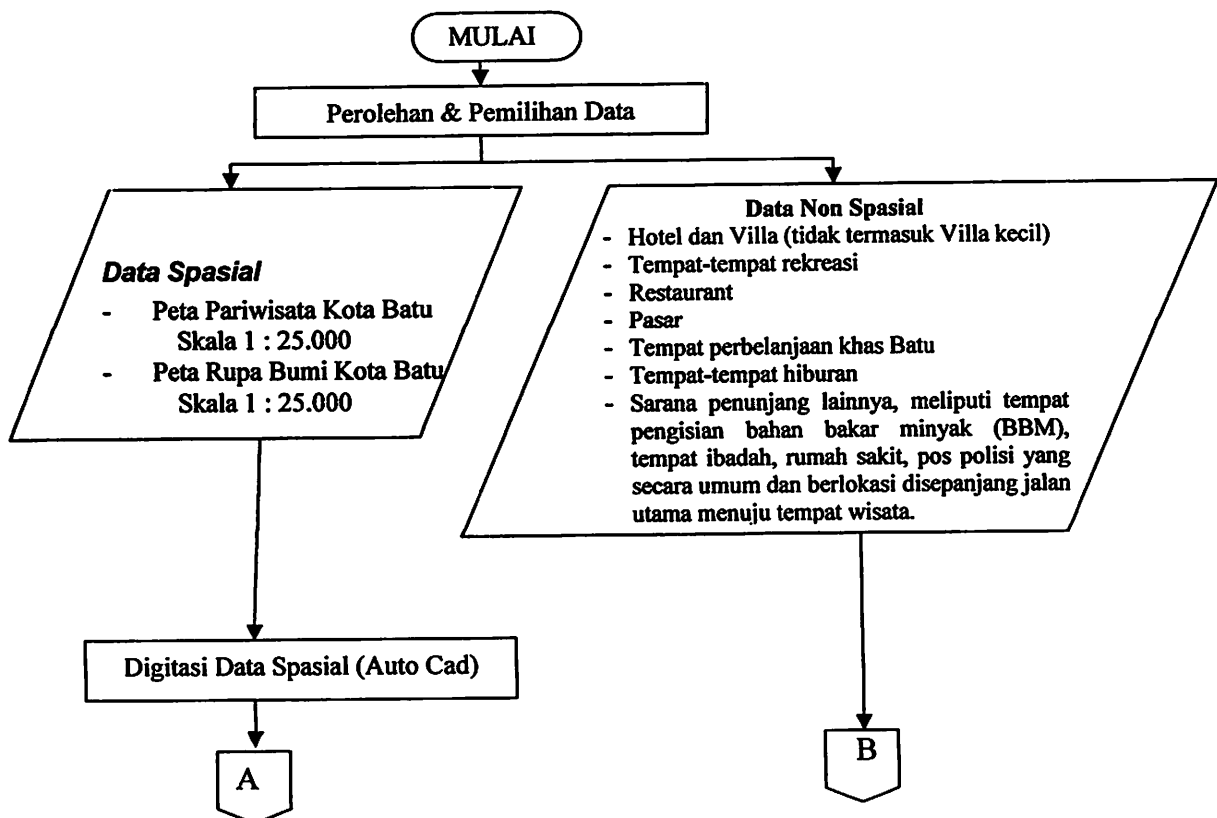 MULAI
Perolehan & Pemilihan Data
Data Spasial
- Peta Pariwisata Kota Batu
Skala 1 : 25.000
- Peta Rupa Bumi Kota Batu
Skala 1 : 25.000
Data Non Spasial
- Hotel dan Villa (tidak termasuk Villa kecil)
- Tempat-tempat rekreasi
- Restaurant
- Pasar
- Tempat perbelanjaan khas Batu
- Tempat-tempat hiburan
- Sarana penunjang lainnya, meliputi tempat
pengisian bahan bakar minyak (BBM),
tempat ibadah, rumah sakit, pos polisi yang
secara umum dan berlokasi disepanjang jalan
utama menuju tempat wisata.
Digitasi Data Spasial (Auto Cad)
A
B